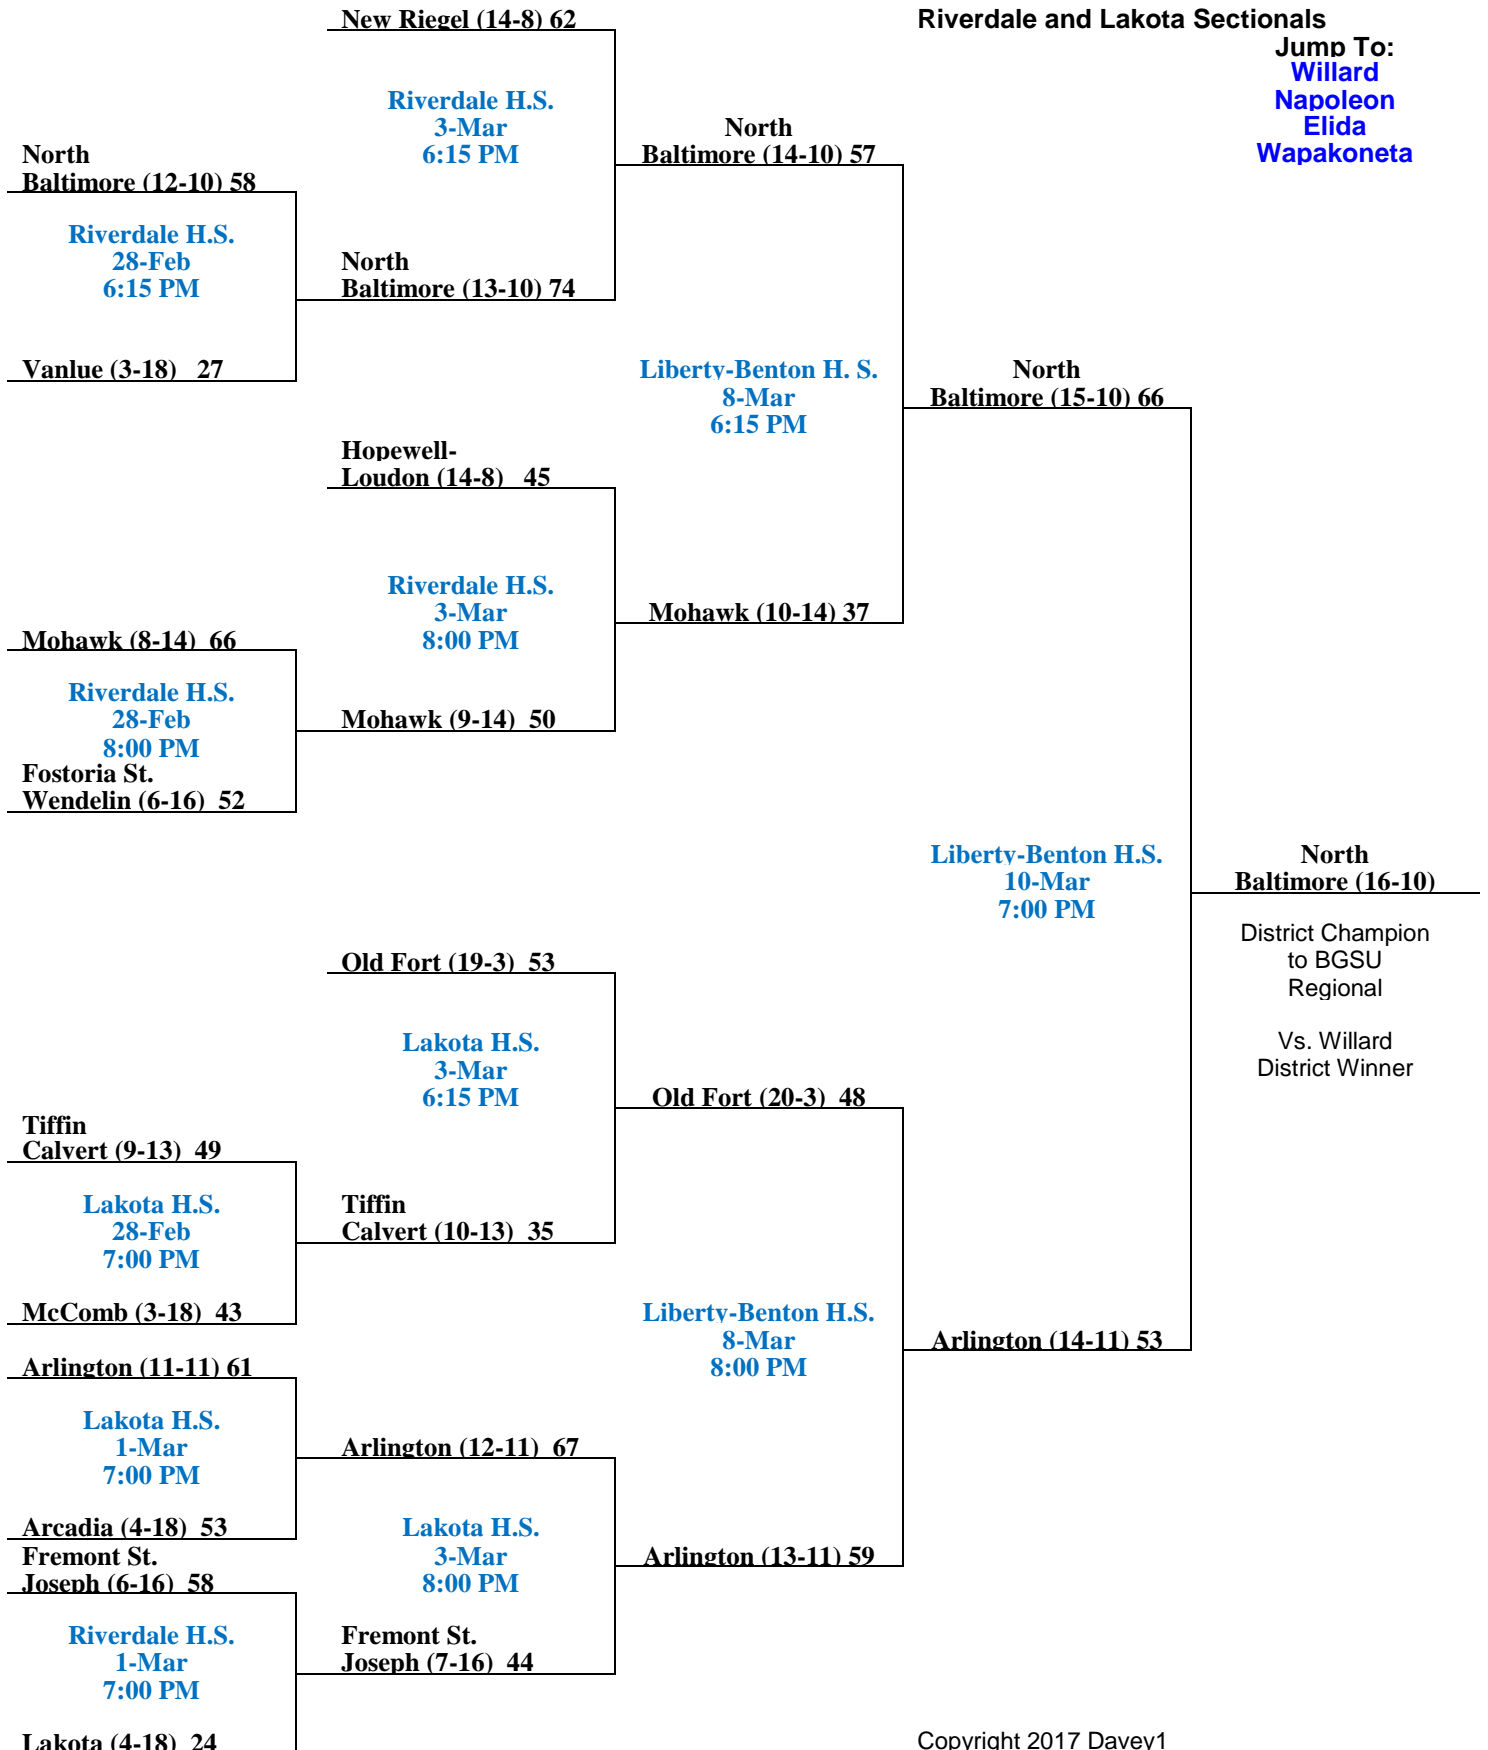 New Riegel (14-8) 62
Riverdale and Lakota Sectionals
Jump To:
Willard
Napoleon
Elida
Wapakoneta
Riverdale H.S.
3-Mar
6:15 PM
North
Baltimore (14-10) 57
North
Baltimore (12-10) 58
Riverdale H.S.
28-Feb
6:15 PM
North
Baltimore (13-10) 74
Vanlue (3-18)   27
Liberty-Benton H. S.
8-Mar
6:15 PM
North
Baltimore (15-10) 66
Hopewell-
Loudon (14-8)   45
Riverdale H.S.
3-Mar
8:00 PM
Mohawk (10-14) 37
Mohawk (8-14)  66
Riverdale H.S.
28-Feb
8:00 PM
Mohawk (9-14)  50
Fostoria St.
Wendelin (6-16)  52
Liberty-Benton H.S.
10-Mar
7:00 PM
North
Baltimore (16-10)
District Champion
to BGSU
Regional
Vs. Willard
District Winner
Old Fort (19-3)  53
Lakota H.S.
3-Mar
6:15 PM
Old Fort (20-3)  48
Tiffin
Calvert (9-13)  49
Lakota H.S.
28-Feb
7:00 PM
Tiffin
Calvert (10-13)  35
McComb (3-18)  43
Liberty-Benton H.S.
8-Mar
8:00 PM
Arlington (14-11) 53
Arlington (11-11) 61
Lakota H.S.
1-Mar
7:00 PM
Arlington (12-11)  67
Arcadia (4-18)  53
Lakota H.S.
3-Mar
8:00 PM
Arlington (13-11) 59
Fremont St.
Joseph (6-16)  58
Riverdale H.S.
1-Mar
7:00 PM
Fremont St.
Joseph (7-16)  44
Lakota (4-18)  24
Copyright 2017 Davey1